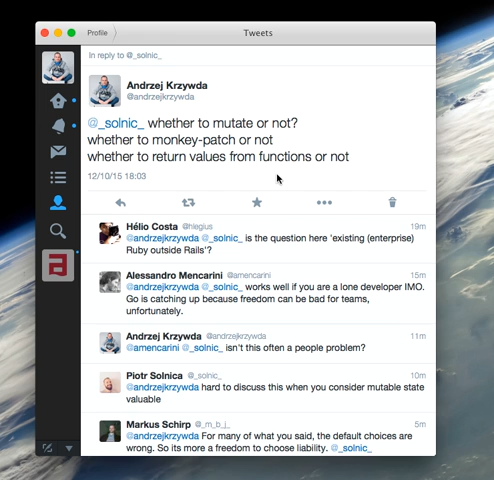 Profile
Tweets
In reply to @_solnic_
Andrzej Krzywda
@andrzejkrzywda
@_solnic_ whether to mutate or not?
whether to monkey-patch or not
whether to return values from functions or not
12/10/15 18:03
Hélio Costa @hlegius 19m
@andrzejkrzywda @_solnic_ is the question here 'existing (enterprise)
Ruby outside Rails'?
Alessandro Mencarini @amencarini 15m
@andrzejkrzywda @_solnic_ works well if you are a lone developer IMO.
Go is catching up because freedom can be bad for teams,
unfortunately.
Andrzej Krzywda @andrzejkrzywda 11m
@amencarini @_solnic_ isn't this often a people problem?
Piotr Solnica @_solnic_ 10m
@andrzejkrzywda hard to discuss this when you consider mutable state
valuable
Markus Schirp @_m_b_j_ 5m
@andrzejkrzywda For many of what you said, the default choices are
wrong. So its more a freedom to choose liability. @_solnic_
a